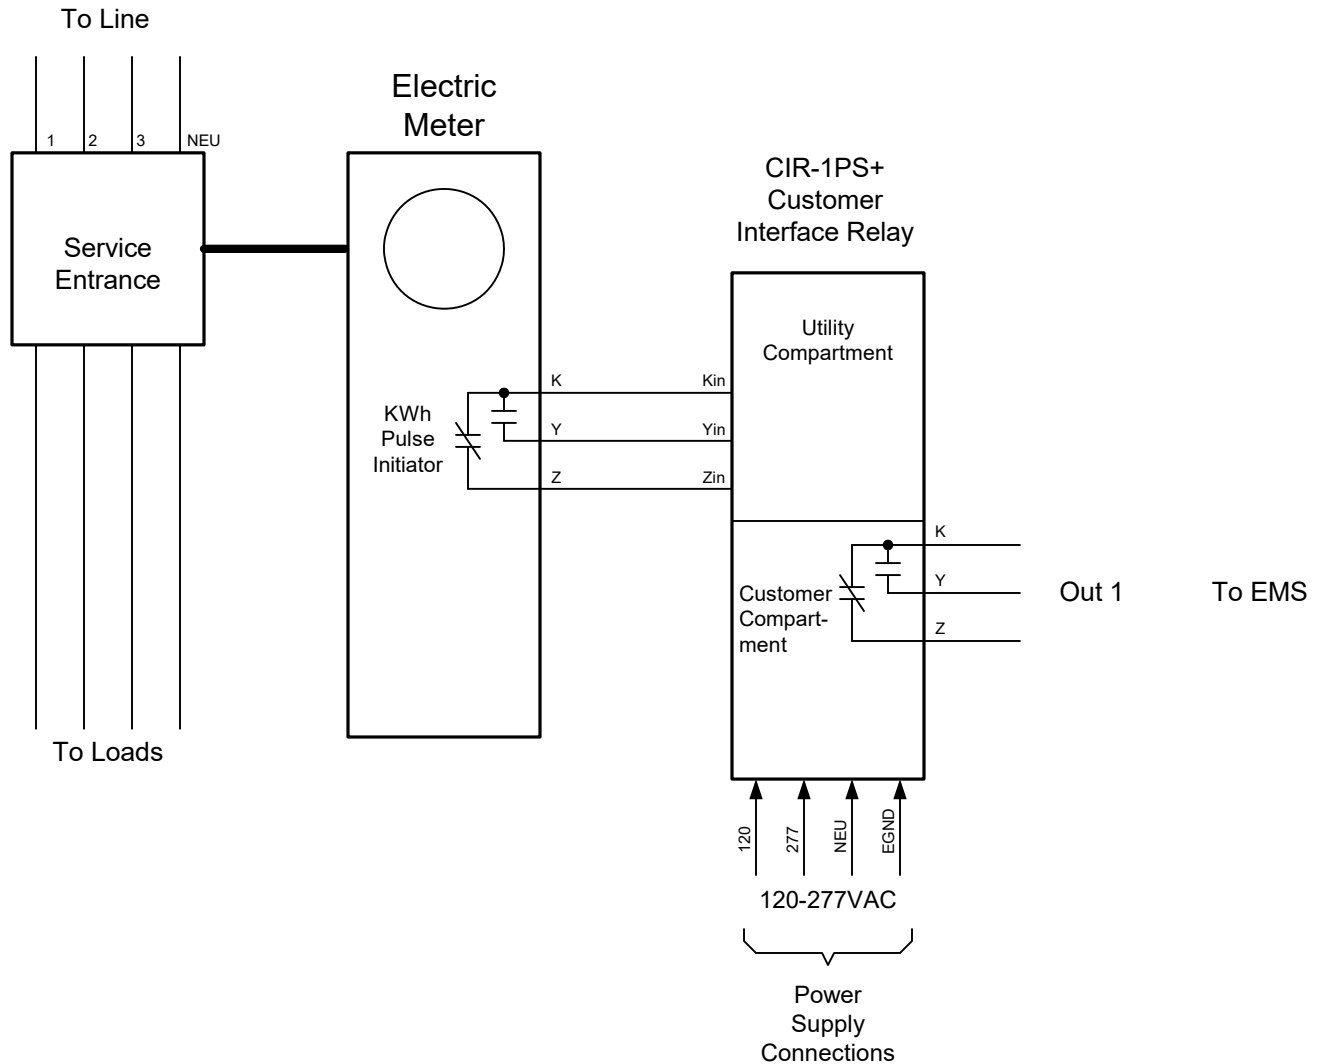 To Line
1
2
3
NEU
Service
Entrance
To Loads
Electric
Meter
KWh
Pulse
Initiator
K
Y
Z
Kin
Yin
Zin
CIR-1PS+
Customer
Interface Relay
Utility
Compartment
Customer
Compart-
ment
K
Y
Z
Out 1
To EMS
120
277
NEU
EGND
120-277VAC
Power
Supply
Connections